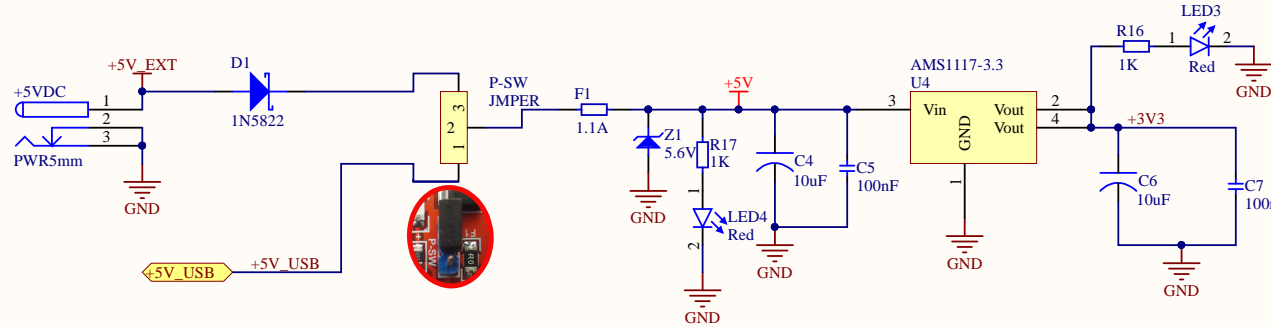 +5VDC
+5V_EXT
1
2
3
PWR5mm
GND
D1
1N5822
P-SW
JMPER
3
2
1
+5V_USB
+5V_USB
P-SW
F1
F1
1.1A
Z1
5.6V
GND
R17
1K
1
LED4
Red
2
GND
+5V
C4
10uF
GND
C5
100nF
AMS1117-3.3
U4
3
Vin
GND
Vout
Vout
2
4
1
GND
R16
1K
LED3
1
2
Red
GND
+3V3
C6
10uF
GND
C7